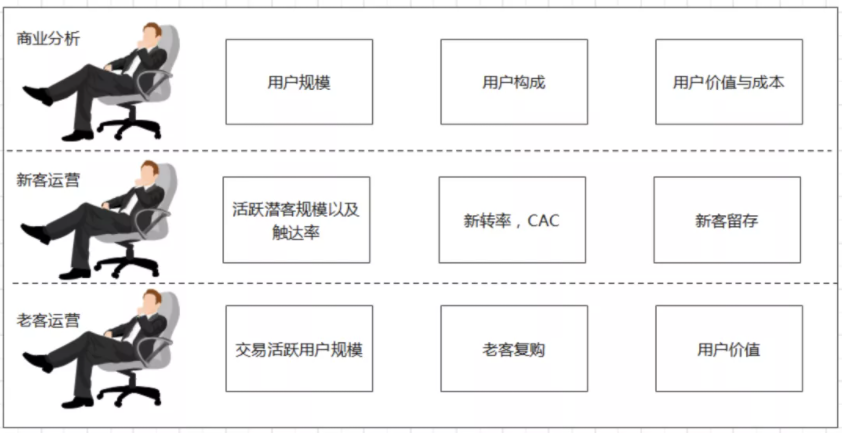 商业分析
用户规模
用户构成
用户价值与成本
新客运营
活跃潜客规模以及
触达率
新转率，CAC
新客留存
老客运营
交易活跃用户规模
老客复购
用户价值